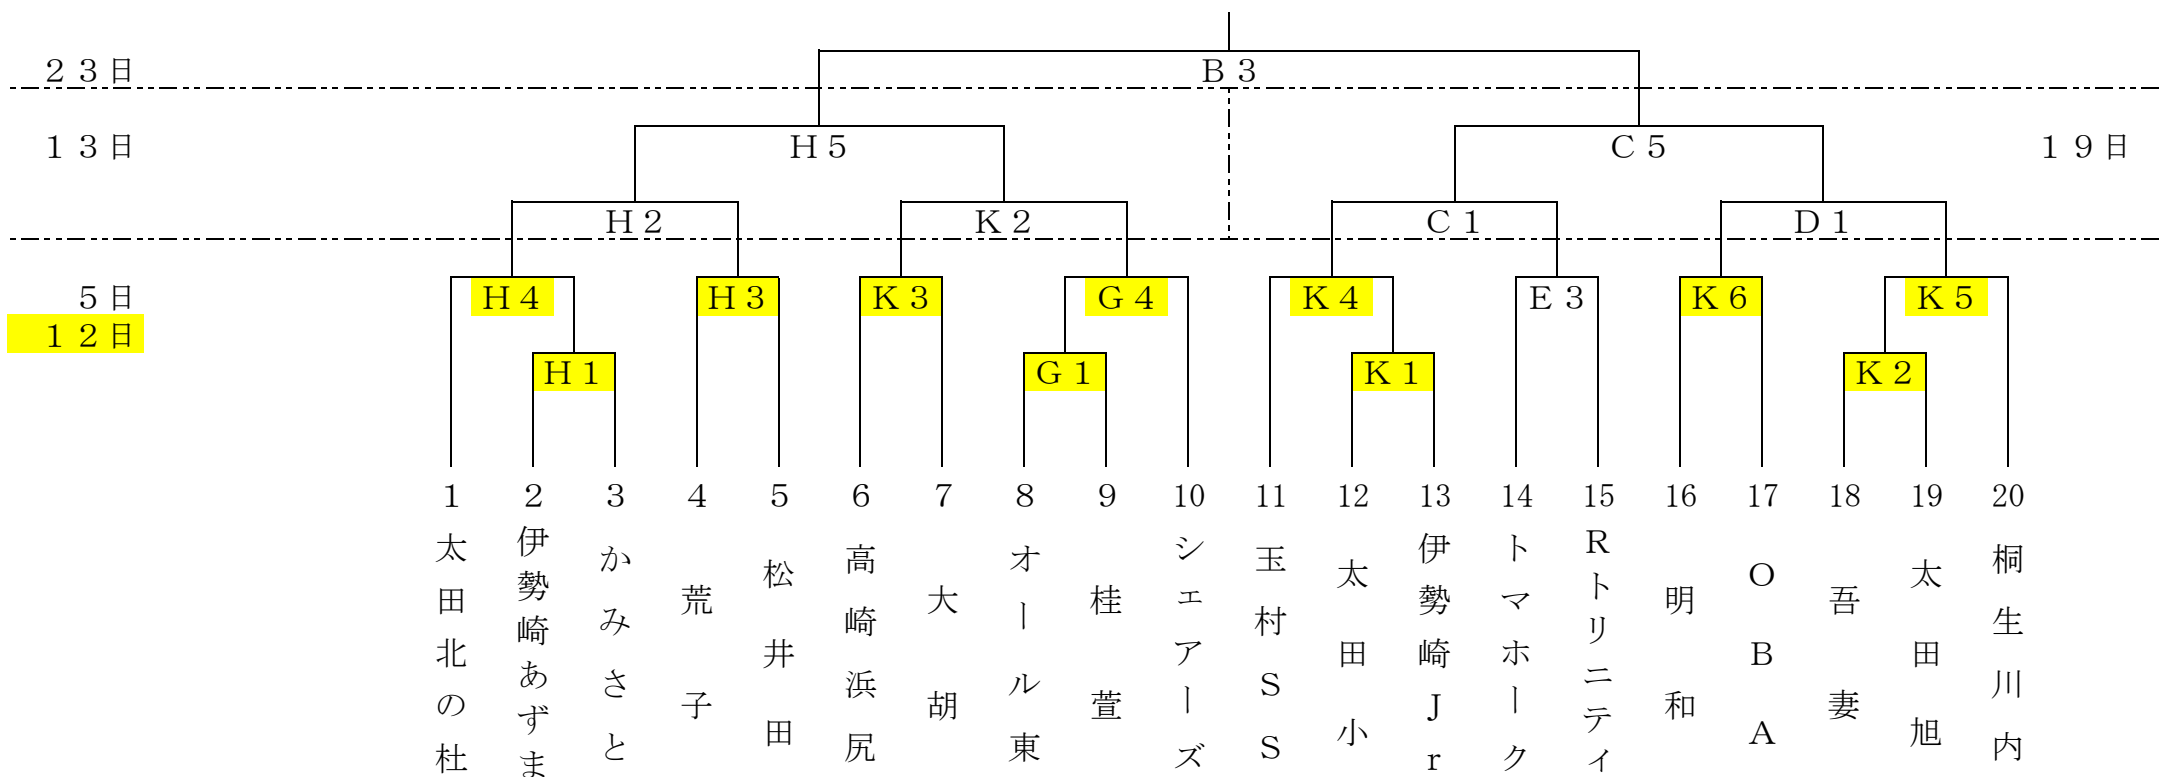 ２３日
Ｂ３
１３日
Ｈ５
Ｃ５
１９日
Ｈ２
Ｋ２
Ｃ１
Ｄ１
５日
Ｈ４
Ｈ３
Ｋ３
Ｇ４
Ｋ４
Ｅ３
Ｋ６
Ｋ５
１２日
Ｈ１
Ｇ１
Ｋ１
Ｋ２
1 2 3 4 5 6 7 8 9 10 11 12 13 14 15 16 17 18 19 20
太田北の杜
伊勢崎あずま
かみさと
荒子
松井田
高崎浜尻
大胡
オール東
桂萱
シェアーズ
玉村ＳＳ
太田小
伊勢崎Ｊｒ
トマホーク
Ｒトリニティ
明和
ＯＢＡ
吾妻
太田旭
桐生川内